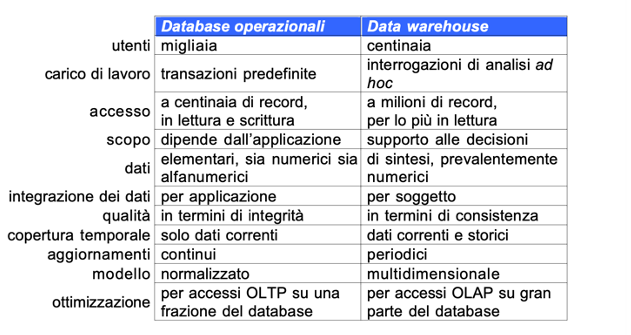 Database operazionali Data warehouse
utenti migliaia centinaia
carico di lavoro transazioni predefinite interrogazioni di analisi ad
hoc
accesso a centinaia di record, a milioni di record,
in lettura e scrittura per lo più in lettura
scopo dipende dall'applicazione supporto alle decisioni
dati elementari, sia numerici sia di sintesi, prevalentemente
alfanumerici numerici
integrazione dei dati per applicazione per soggetto
qualità in termini di integrità in termini di consistenza
copertura temporale solo dati correnti dati correnti e storici
aggiornamenti continui periodici
modello normalizzato multidimensionale
ottimizzazione per accessi OLTP su una per accessi OLAP su gran
frazione del database parte del database